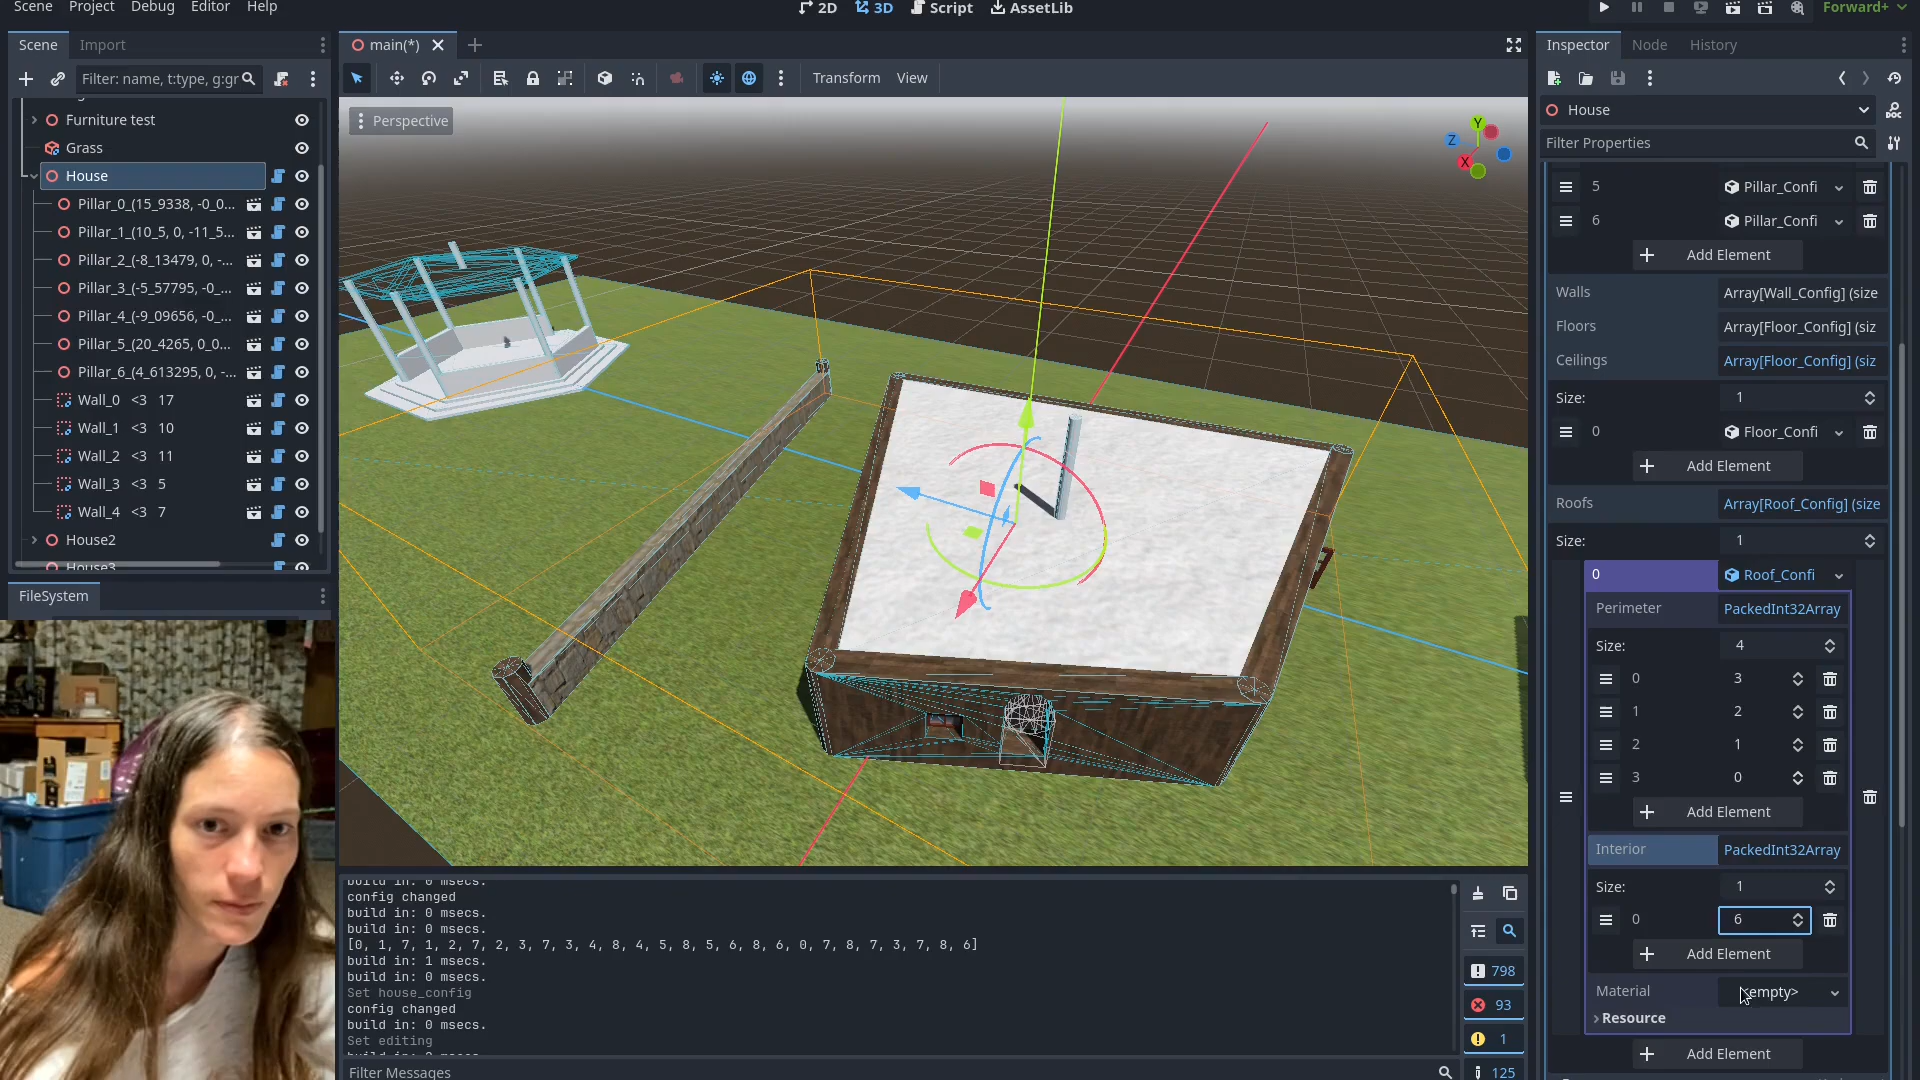 Scene Project Debug Editor Help
2D 3D Script AssetLib
Forward+
Scene Import
Filter: name, t:type, g:gr
Furniture test
Grass
House
Pillar_0_(15_9338, -0_0...
Pillar_1_(10_5, 0, -11_5...
Pillar_2_(-8_13479, 0, -...
Pillar_3_(-5_57795, -0_...
Pillar_4_(-9_09656, -0_...
Pillar_5_(20_4265, 0_0...
Pillar_6_(4_613295, 0, -...
Wall_0 <3 17
Wall_1 <3 10
Wall_2 <3 11
Wall_3 <3 5
Wall_4 <3 7
House2
House3
FileSystem
main(*)
Transform View
Perspective
Y
Z
X
build in: 0 msecs.
config changed
build in: 0 msecs.
build in: 0 msecs.
[0, 1, 7, 1, 2, 7, 2, 3, 7, 3, 4, 8, 4, 5, 8, 5, 6, 8, 6, 0, 7, 8, 7, 3, 7, 8, 6]
build in: 1 msecs.
build in: 0 msecs.
Set house_config
config changed
build in: 0 msecs.
Set editing
Filter Messages
798
93
1
125
Inspector Node History
House
Filter Properties
5 Pillar_Confi
6 Pillar_Confi
Add Element
Walls Array[Wall_Config] (size
Floors Array[Floor_Config] (siz
Ceilings Array[Floor_Config] (siz
Size: 1
0 Floor_Confi
Add Element
Roofs Array[Roof_Config] (size
Size: 1
0 Roof_Confi
Perimeter PackedInt32Array
Size: 4
0 3
1 2
2 1
3 0
Add Element
Interior PackedInt32Array
Size: 1
0 6
Add Element
Material <empty>
Resource
Add Element